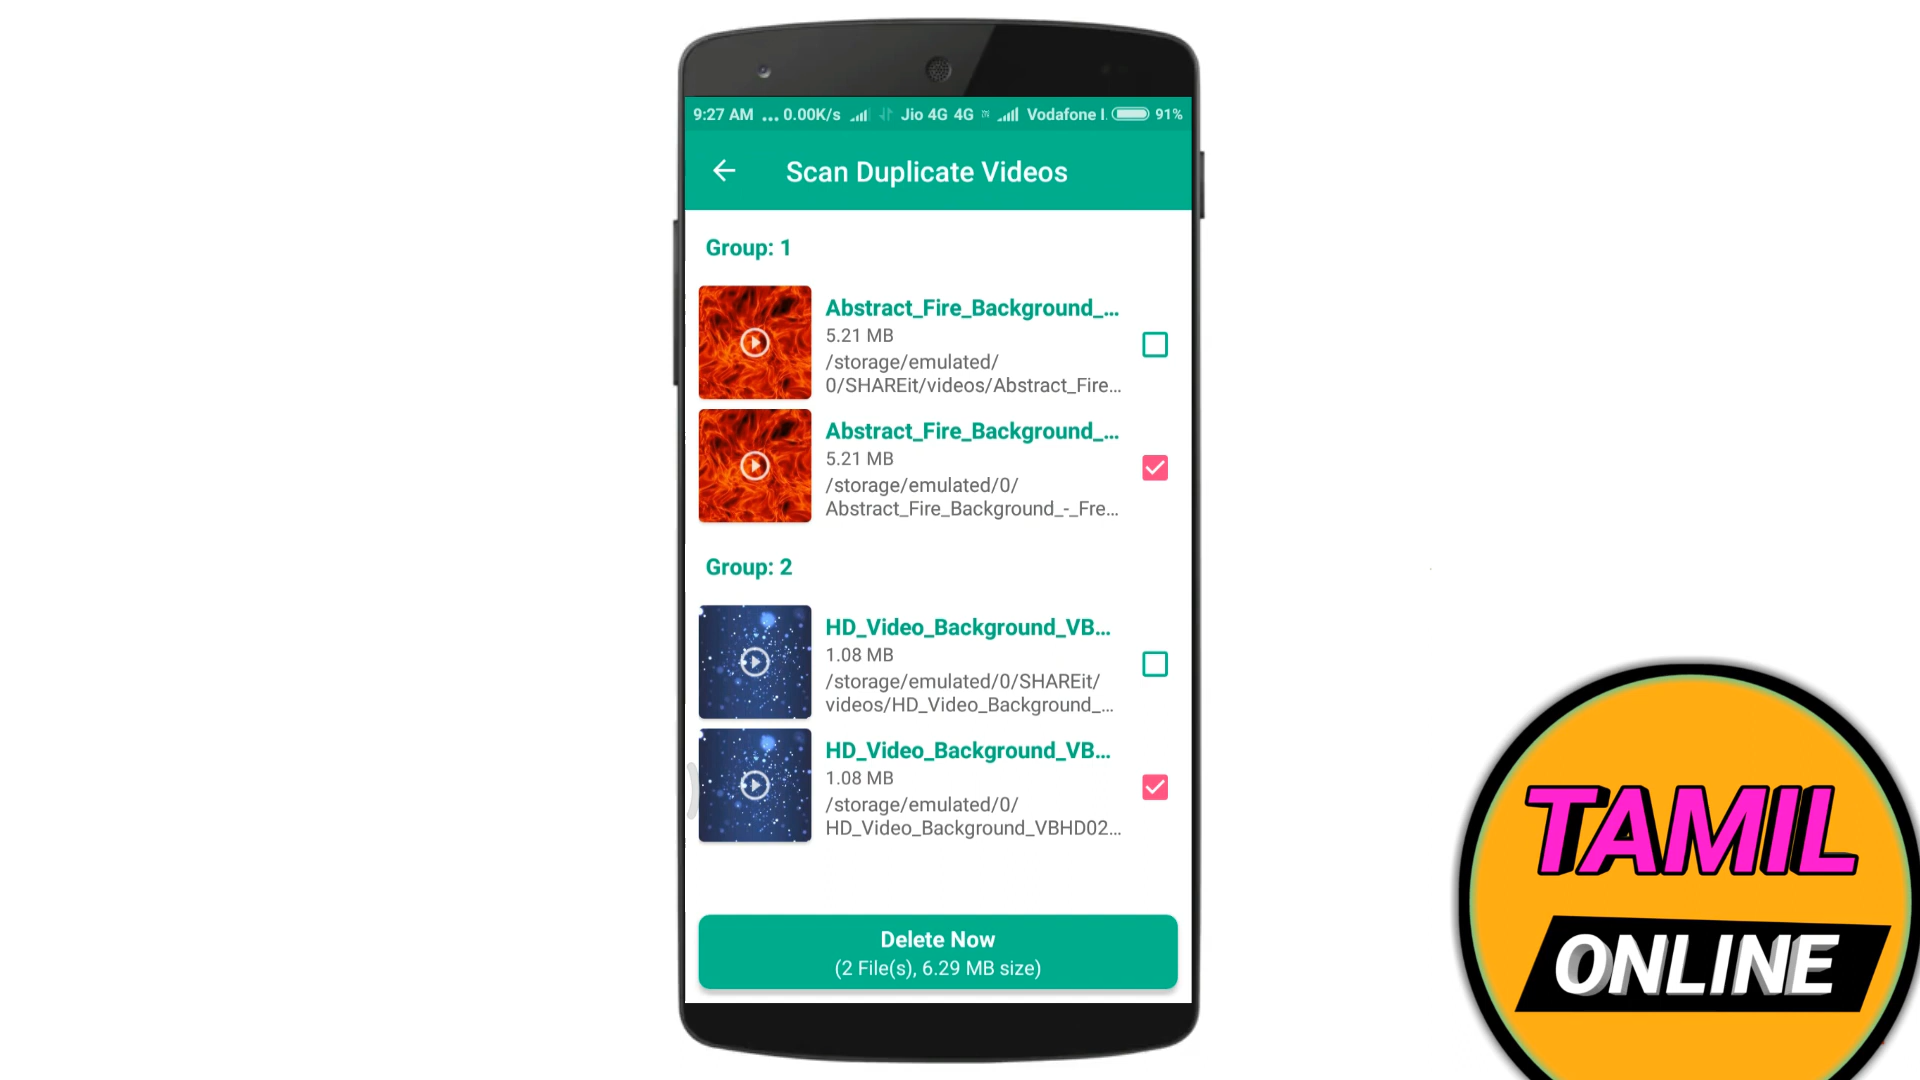 9:27 AM ... 0.00K/s Jio 4G 4G Vodafone I. 91%
Scan Duplicate Videos
Group: 1
Abstract_Fire_Background_...
5.21 MB
/storage/emulated/
0/SHAREit/videos/Abstract_Fire...
Abstract_Fire_Background_...
5.21 MB
/storage/emulated/0/
Abstract_Fire_Background_-_Fre...
Group: 2
HD_Video_Background_VB...
1.08 MB
/storage/emulated/0/SHAREit/
videos/HD_Video_Background_...
HD_Video_Background_VB...
1.08 MB
/storage/emulated/0/
HD_Video_Background_VBHD02...
Delete Now
(2 File(s), 6.29 MB size)
TAMIL
ONLINE